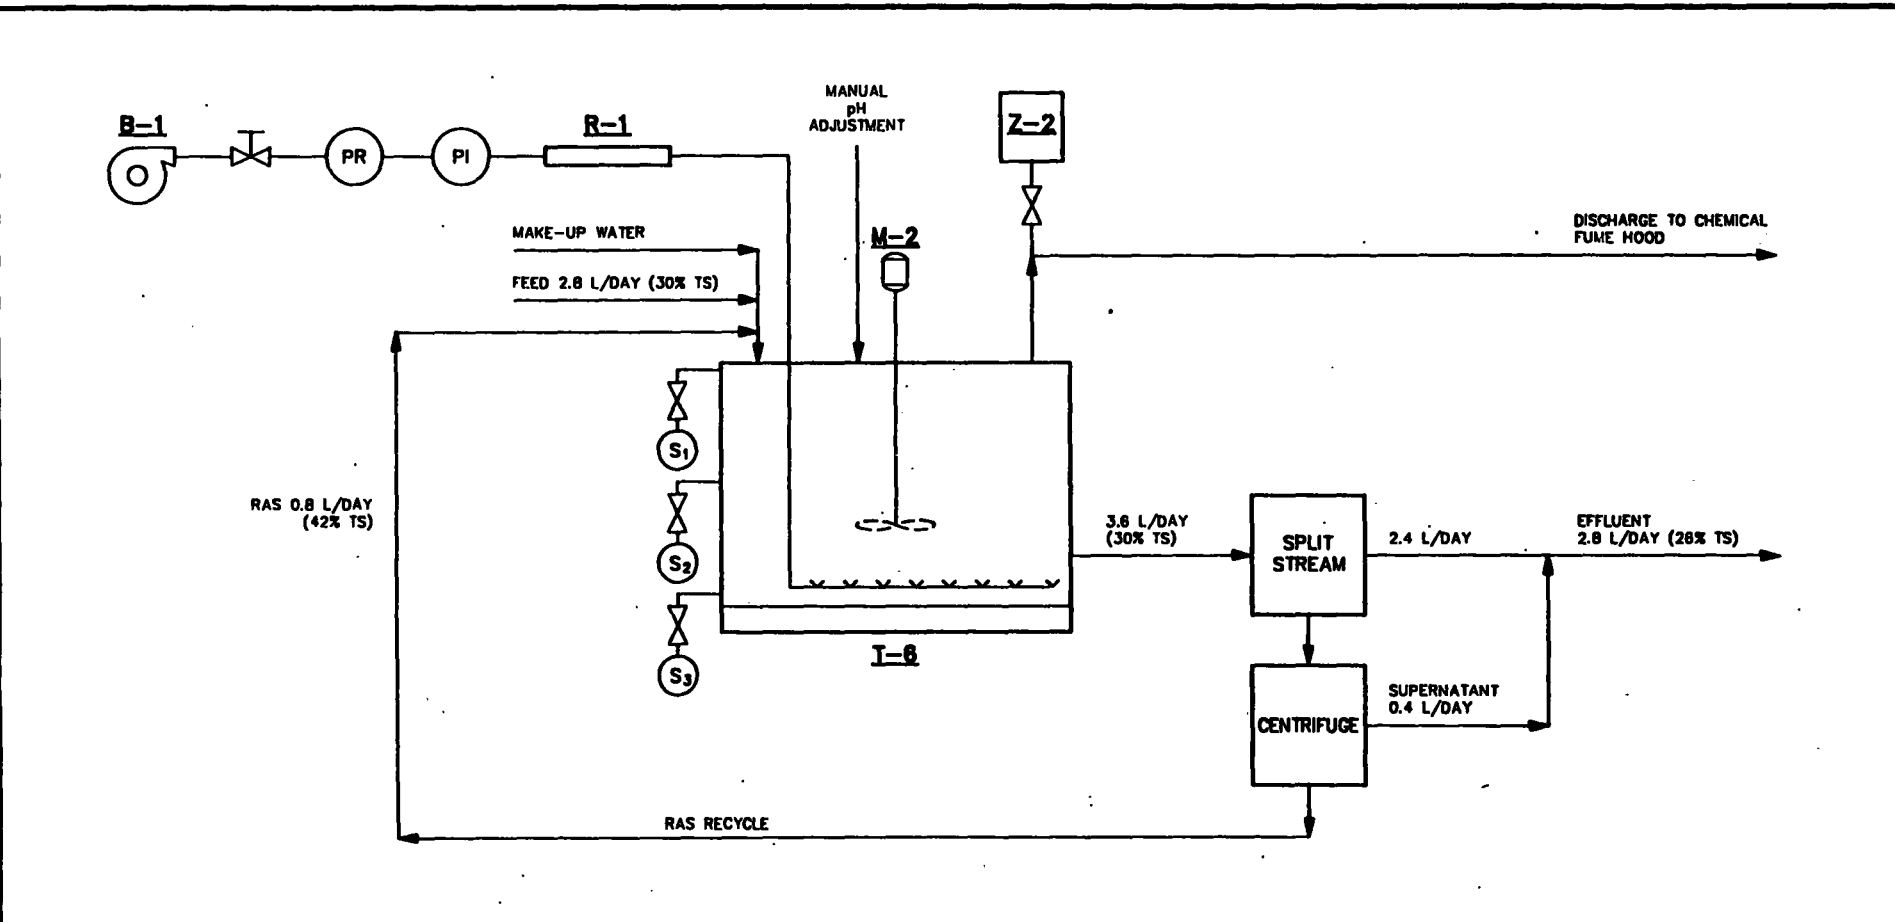 B-1
PR
PI
R-1
MANUAL
pH
ADJUSTMENT
Z-2
M-2
MAKE-UP WATER
FEED 2.8 L/DAY (30% TS)
DISCHARGE TO CHEMICAL
FUME HOOD
S1
S2
S3
RAS 0.8 L/DAY
(42% TS)
T-6
3.6 L/DAY
(30% TS)
SPLIT
STREAM
2.4 L/DAY
EFFLUENT
2.8 L/DAY (26% TS)
CENTRIFUGE
SUPERNATANT
0.4 L/DAY
RAS RECYCLE